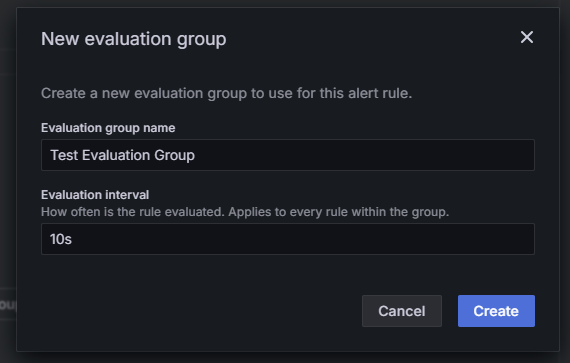 New evaluation group
Create a new evaluation group to use for this alert rule.
Evaluation group name
Test Evaluation Group
Evaluation interval
How often is the rule evaluated. Applies to every rule within the group.
10s
Cancel
Create